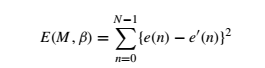 E(M, β) = ∑_{n=0}^{N−1} {e(n) − e′(n)}²